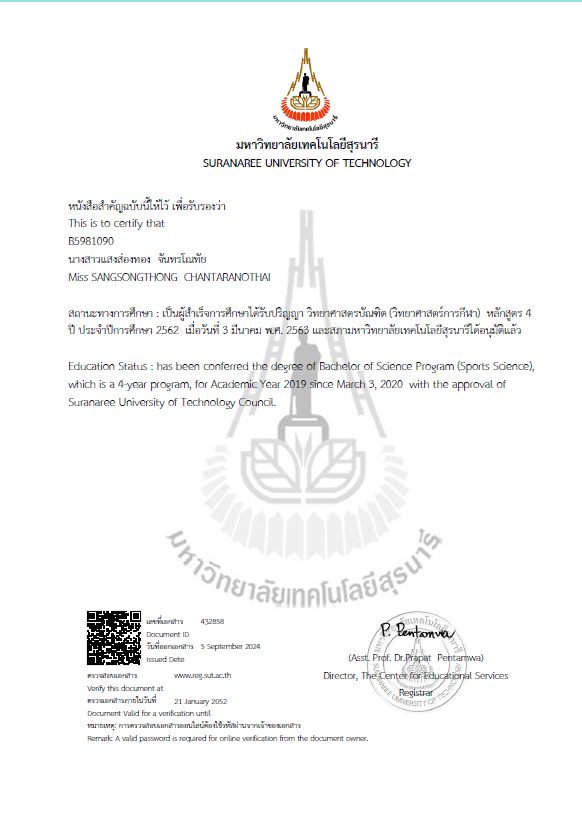 มหาวิทยาลัยเทคโนโลยีสุรนารี
มหาวิทยาลัยเทคโนโลยีสุรนารี
SURANAREE UNIVERSITY OF TECHNOLOGY
หนังสือสำคัญฉบับนี้ให้ไว้ เพื่อรับรองว่า
This is to certify that
B5981090
นางสาวแสงส่องทอง จันทรโณทัย
Miss SANGSONGTHONG CHANTARANOTHAI
สถานะทางการศึกษา : เป็นผู้สำเร็จการศึกษาได้รับปริญญา วิทยาศาสตรบัณฑิต (วิทยาศาสตร์การกีฬา) หลักสูตร 4
ปี ประจำปีการศึกษา 2562 เมื่อวันที่ 3 มีนาคม พ.ศ. 2563 และสภามหาวิทยาลัยเทคโนโลยีสุรนารีได้อนุมัติแล้ว
Education Status : has been conferred the degree of Bachelor of Science Program (Sports Science),
which is a 4-year program, for Academic Year 2019 since March 3, 2020 with the approval of
Suranaree University of Technology Council.
มหาวิทยาลัยเทคโนโลยีสุรนารี
เลขที่เอกสาร 432858
Document ID
วันที่ออกเอกสาร 5 September 2024
Issued Dete
ตรวจสอบเอกสาร www.reg.sut.ac.th
Verify this document at
ตรวจเอกสารภายในวันที่ 21 January 2052
Document Valid for a verification until
หมายเหตุ: การตรวจสอบเอกสารออนไลน์ต้องใช้รหัสผ่านจากเจ้าของเอกสาร
Remark: A valid password is required for online verification from the document owner.
P. Pentamwa
(Asst. Prof. Dr.Prapat Pentamwa)
Director, The Center for Educational Services
Registrar
SURANAREE UNIVERSITY OF TECHNOLOGY